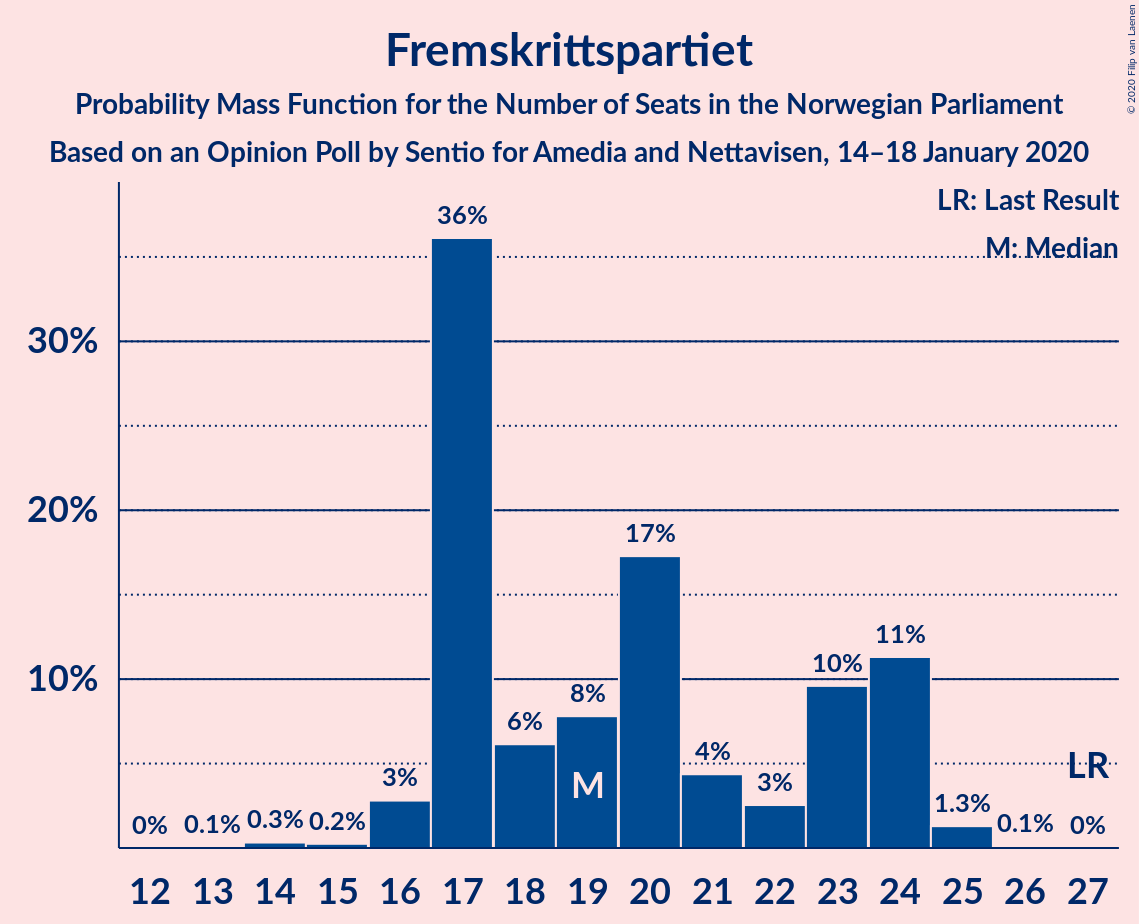 Fremskrittspartiet
Probability Mass Function for the Number of Seats in the Norwegian Parliament
Based on an Opinion Poll by Sentio for Amedia and Nettavisen, 14–18 January 2020
© 2020 Filip van Laenen
LR: Last Result
M: Median
30%
20%
10%
0%
0.1%
0.3%
0.2%
3%
36%
6%
8%
17%
4%
3%
10%
11%
1.3%
0.1%
0%
M
LR
12 13 14 15 16 17 18 19 20 21 22 23 24 25 26 27